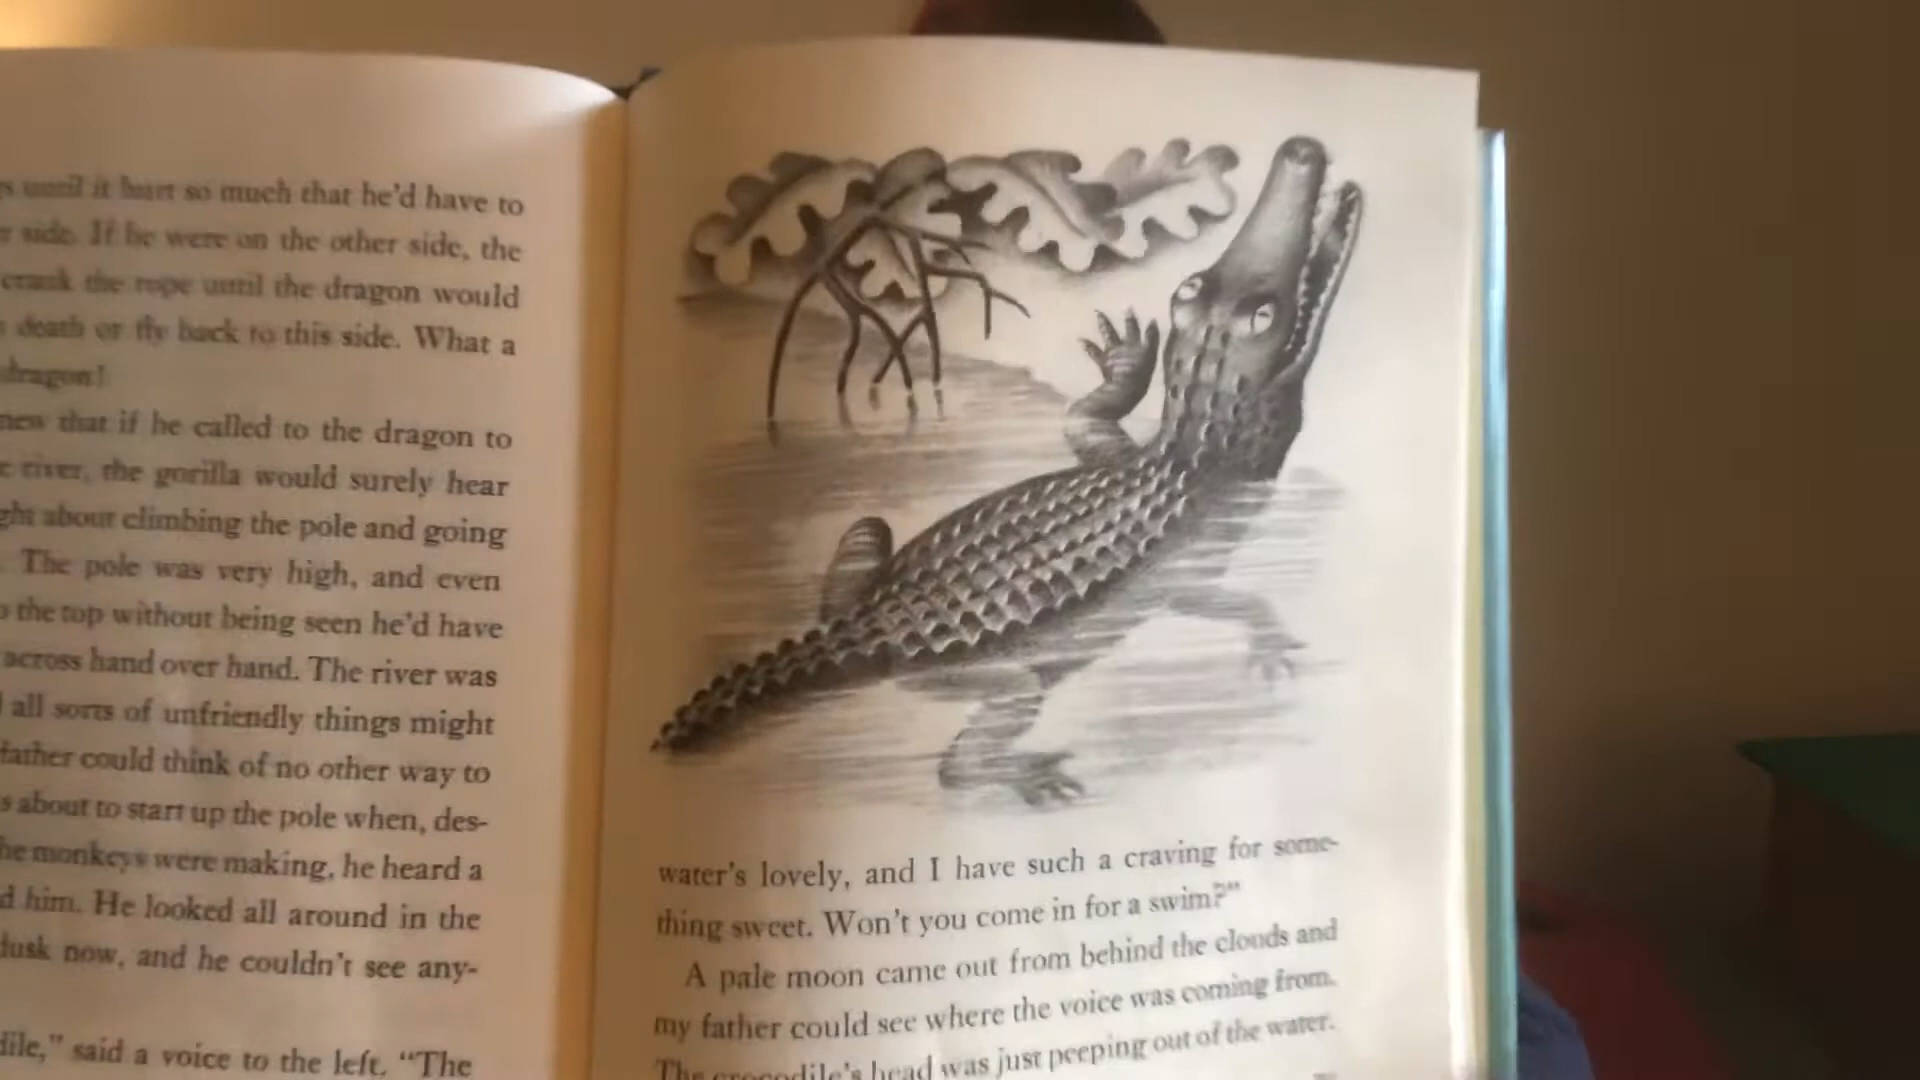 until it hurt so much that he'd have to
side. If he were on the other side, the
crank the rope until the dragon would
death or fly back to this side. What a
dragon!
that if he called to the dragon to
river, the gorilla would surely hear
about climbing the pole and going
The pole was very high, and even
the top without being seen he'd have
across hand over hand. The river was
all sorts of unfriendly things might
father could think of no other way to
about to start up the pole when, des-
monkeys were making, he heard a
him. He looked all around in the
dusk now, and he couldn't see any-
said a voice to the left. "The
water's lovely, and I have such a craving for some-
thing sweet. Won't you come in for a swim?"
A pale moon came out from behind the clouds and
my father could see where the voice was coming from.
The crocodile's head was just peeping out of the water.